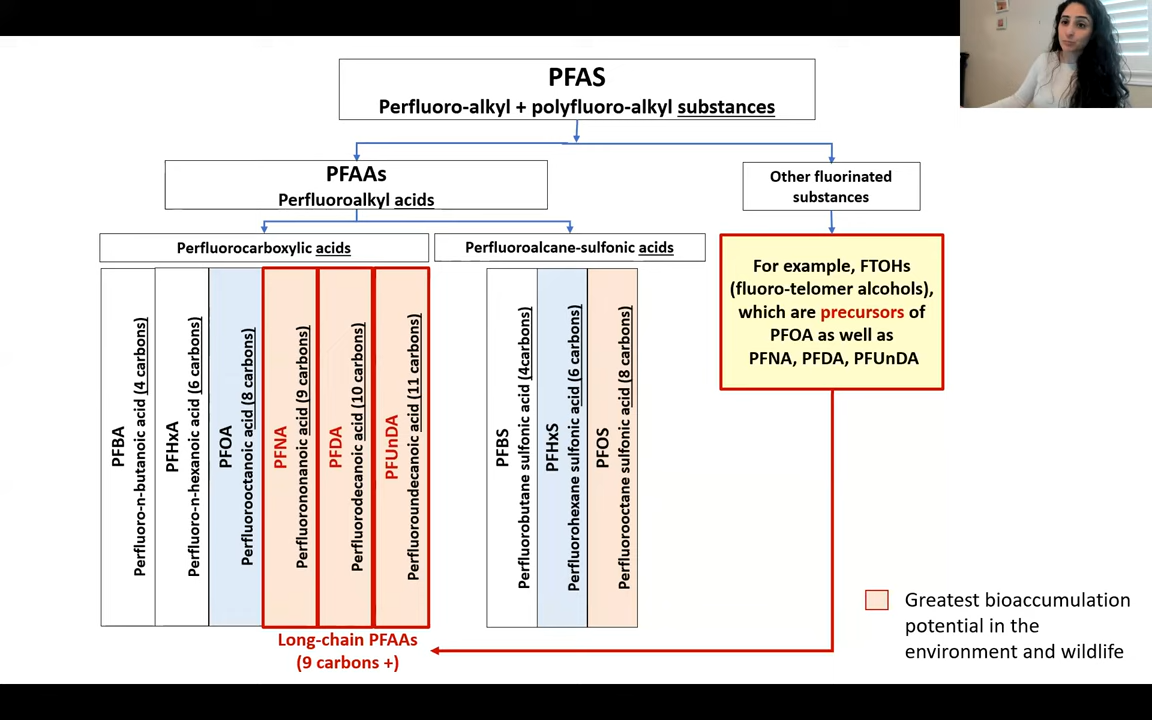 PFAS
Perfluoro-alkyl + polyfluoro-alkyl substances
PFAAs
Perfluoroalkyl acids
Other fluorinated
substances
Perfluorocarboxylic acids
Perfluoroalcane-sulfonic acids
For example, FTOHs
(fluoro-telomer alcohols),
which are precursors of
PFOA as well as
PFNA, PFDA, PFUnDA
PFBA
Perfluoro-n-butanoic acid (4 carbons)
PFHxA
Perfluoro-n-hexanoic acid (6 carbons)
PFOA
Perfluorooctanoic acid (8 carbons)
PFNA
Perfluorononanoic acid (9 carbons)
PFDA
Perfluorodecanoic acid (10 carbons)
PFUnDA
Perfluoroundecanoic acid (11 carbons)
PFBS
Perfluorobutane sulfonic acid (4carbons)
PFHxS
Perfluorohexane sulfonic acid (6 carbons)
PFOS
Perfluorooctane sulfonic acid (8 carbons)
Long-chain PFAAs
(9 carbons +)
Greatest bioaccumulation
potential in the
environment and wildlife